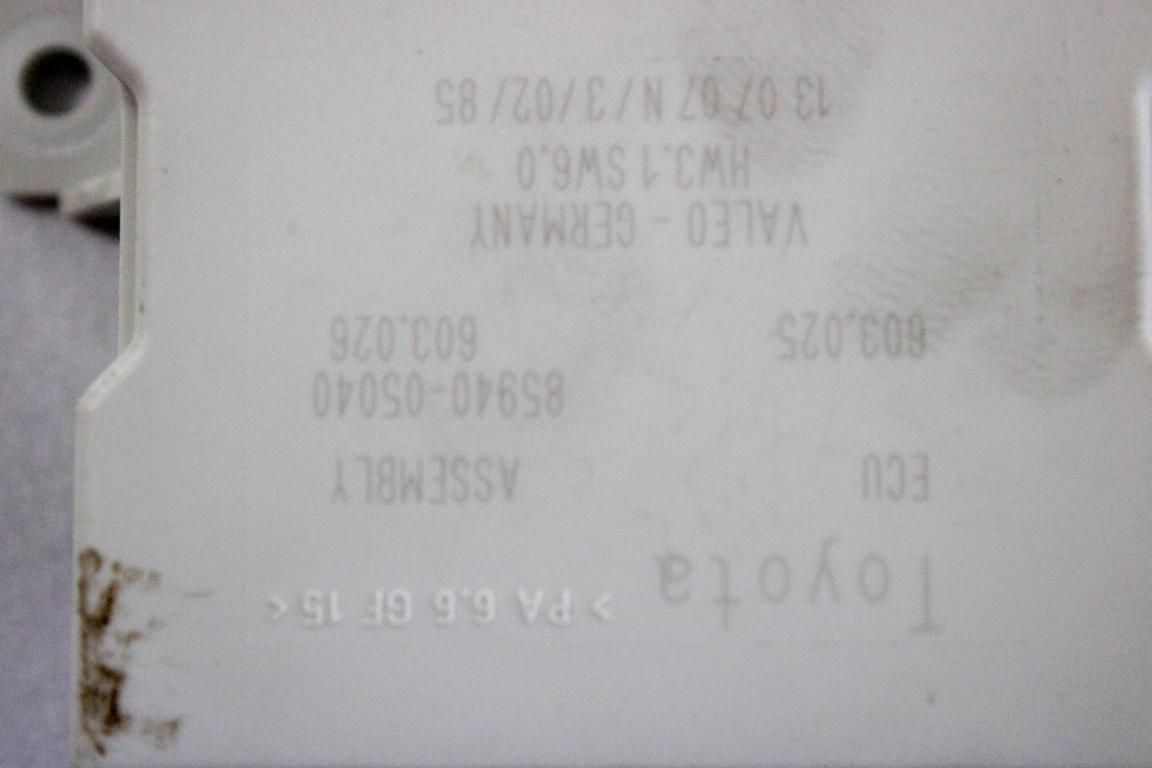 Toyota > PA 6.6 GF 15 <
ECU ASSEMBLY
85940-05040
603.025 603.026
VALEO - GERMANY
HW3.1 SW6.0
13 07 07 N/3/02/85